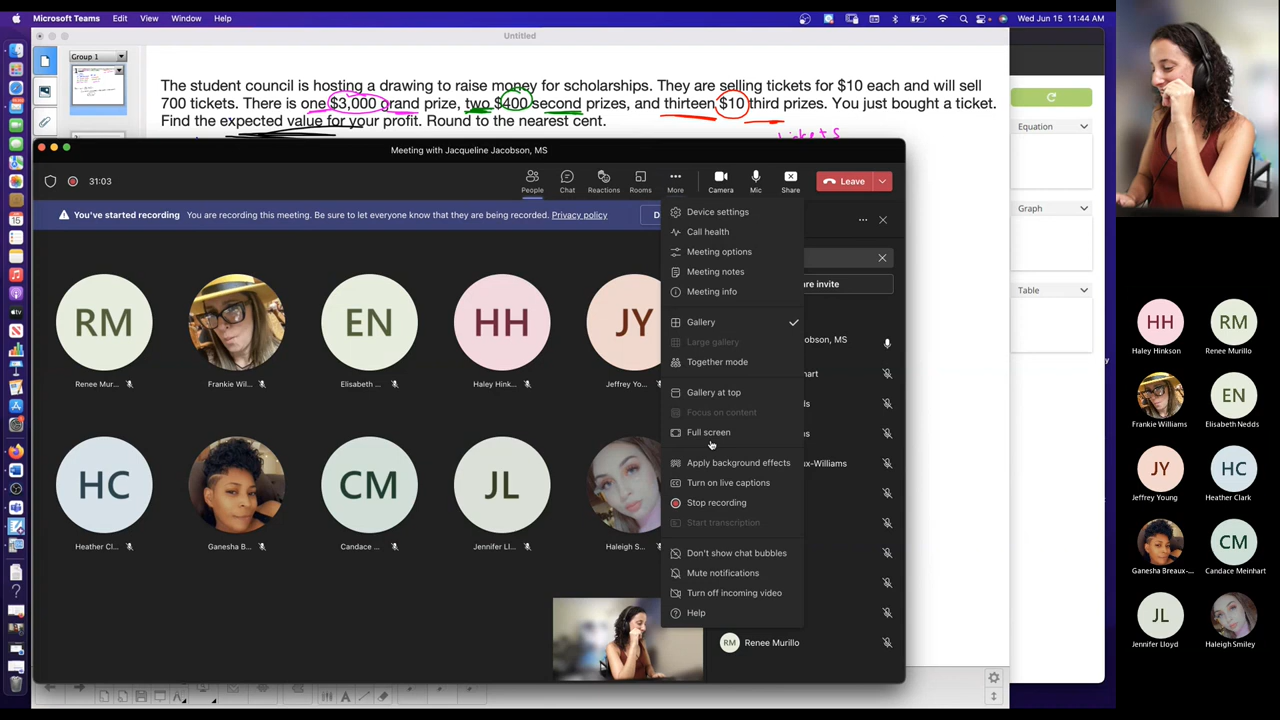 Microsoft Teams Edit View Window Help
Wed Jun 15 11:44 AM
Untitled
Group 1
The student council is hosting a drawing to raise money for scholarships. They are selling tickets for $10 each and will sell
700 tickets. There is one $3,000 grand prize, two $400 second prizes, and thirteen $10 third prizes. You just bought a ticket.
Find the expected value for your profit. Round to the nearest cent.
tickets
Equation
Graph
Table
Meeting with Jacqueline Jacobson, MS
31:03
People
Chat
Reactions
Rooms
More
Camera
Mic
Share
Leave
You've started recording You are recording this meeting. Be sure to let everyone know that they are being recorded. Privacy policy
D
Device settings
Call health
Meeting options
Meeting notes
Meeting info
Gallery
Large gallery
Together mode
Gallery at top
Focus on content
Full screen
Apply background effects
Turn on live captions
Stop recording
Start transcription
Don't show chat bubbles
Mute notifications
Turn off incoming video
Help
RM
Renee Mur...
Frankie Wil...
EN
Elisabeth ...
HH
Haley Hink...
JY
Jeffrey Yo...
HC
Heather Cl...
Ganesha B...
CM
Candace ...
JL
Jennifer Ll...
Haleigh S...
are invite
obson, MS
hart
ds
s
ux-Williams
RM Renee Murillo
HH
Haley Hinkson
RM
Renee Murillo
Frankie Williams
EN
Elisabeth Nedds
JY
Jeffrey Young
HC
Heather Clark
Ganesha Breaux-...
CM
Candace Meinhart
JL
Jennifer Lloyd
Haleigh Smiley
15